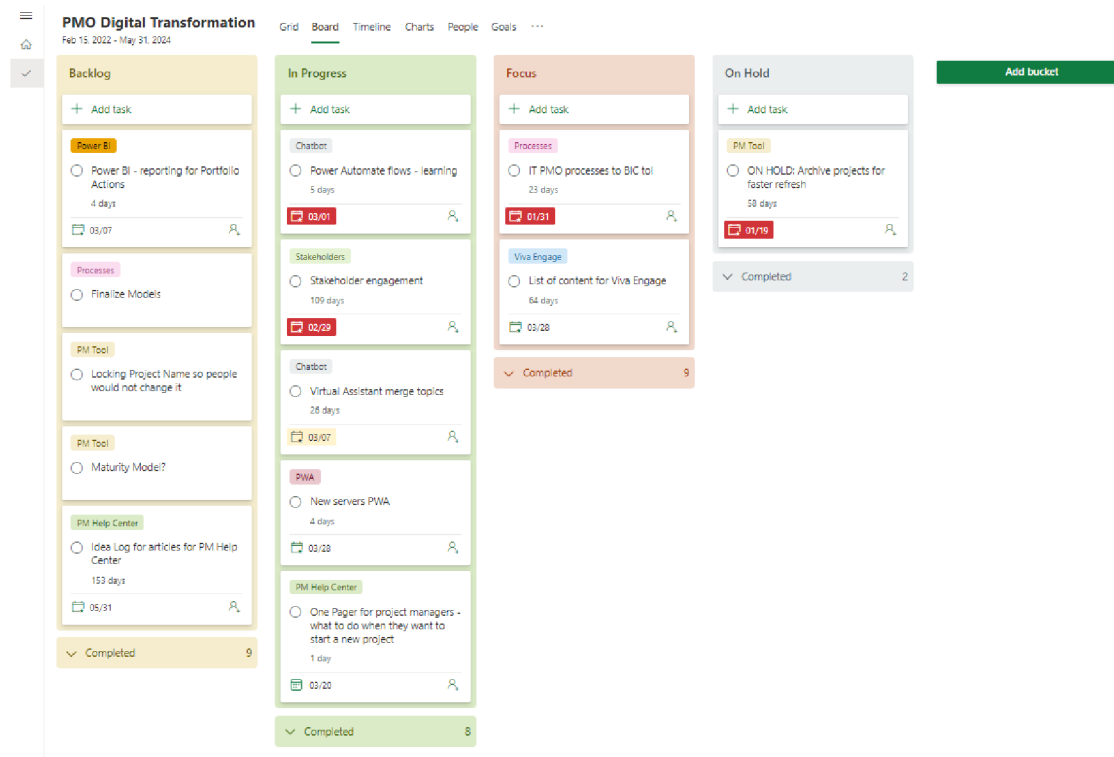 PMO Digital Transformation
Feb 15, 2022 - May 31, 2024
Grid Board Timeline Charts People Goals ...
Backlog
+ Add task
Power BI
Power BI - reporting for Portfolio
Actions
4 days
03/07
Processes
Finalize Models
PM Tool
Locking Project Name so people
would not change it
PM Tool
Maturity Model?
PM Help Center
Idea Log for articles for PM Help
Center
153 days
05/31
Completed 9
In Progress
+ Add task
Chatbot
Power Automate flows - learning
5 days
03/01
Stakeholders
Stakeholder engagement
109 days
02/29
Chatbot
Virtual Assistant merge topics
26 days
03/07
PWA
New servers PWA
4 days
03/28
PM Help Center
One Pager for project managers -
what to do when they want to
start a new project
1 day
03/20
Completed 8
Focus
+ Add task
Processes
IT PMO processes to BIC tol
23 days
01/31
Viva Engage
List of content for Viva Engage
64 days
03/28
Completed 9
On Hold
+ Add task
PM Tool
ON HOLD: Archive projects for
faster refresh
58 days
01/19
Completed 2
Add bucket